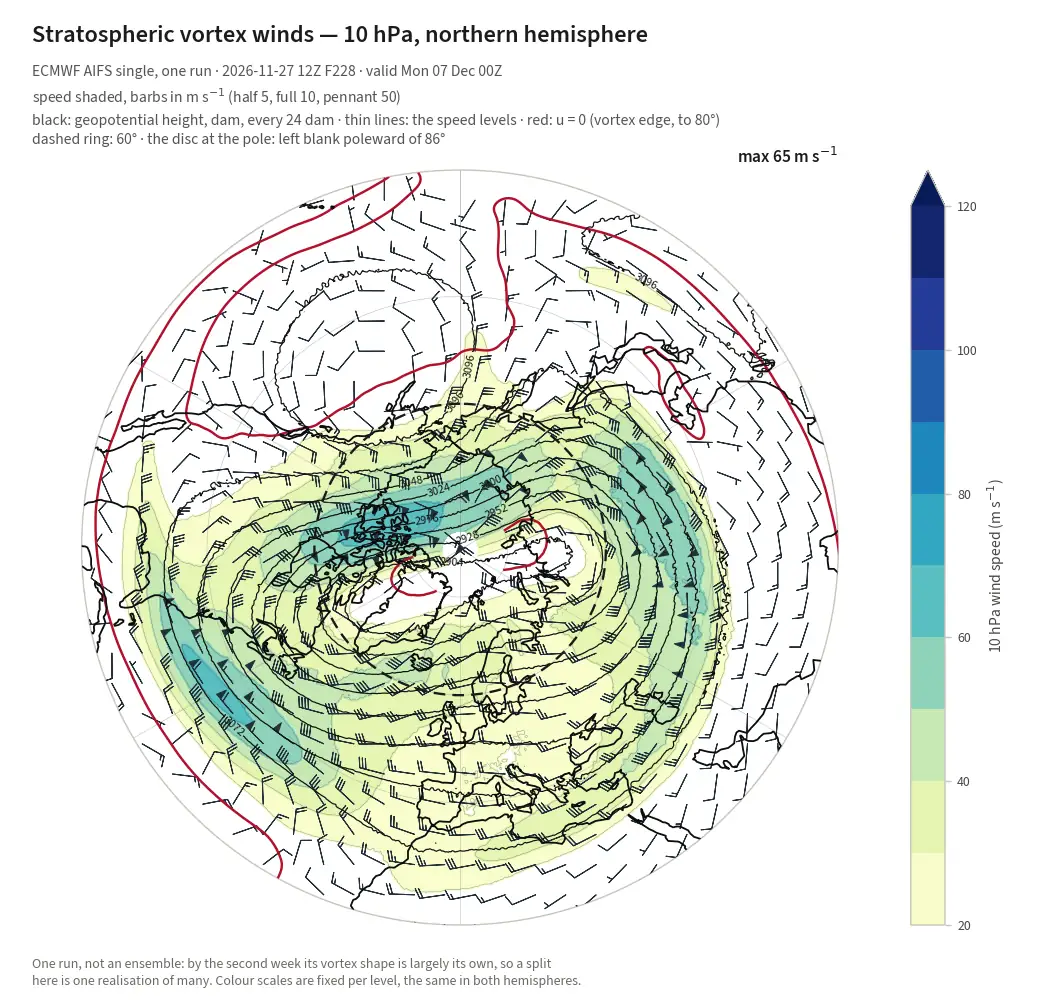 Stratospheric vortex winds — 10 hPa, northern hemisphere
ECMWF AIFS single, one run · 2026-11-27 12Z F228 · valid Mon 07 Dec 00Z
speed shaded, barbs in m s⁻¹ (half 5, full 10, pennant 50)
black: geopotential height, dam, every 24 dam · thin lines: the speed levels · red: u = 0 (vortex edge, to 80°)
dashed ring: 60° · the disc at the pole: left blank poleward of 86°
max 65 m s⁻¹
120
100
80
60
40
20
10 hPa wind speed (m s⁻¹)
3096
3096
3024
2952
2928
3072
One run, not an ensemble: by the second week its vortex shape is largely its own, so a split
here is one realisation of many. Colour scales are fixed per level, the same in both hemispheres.